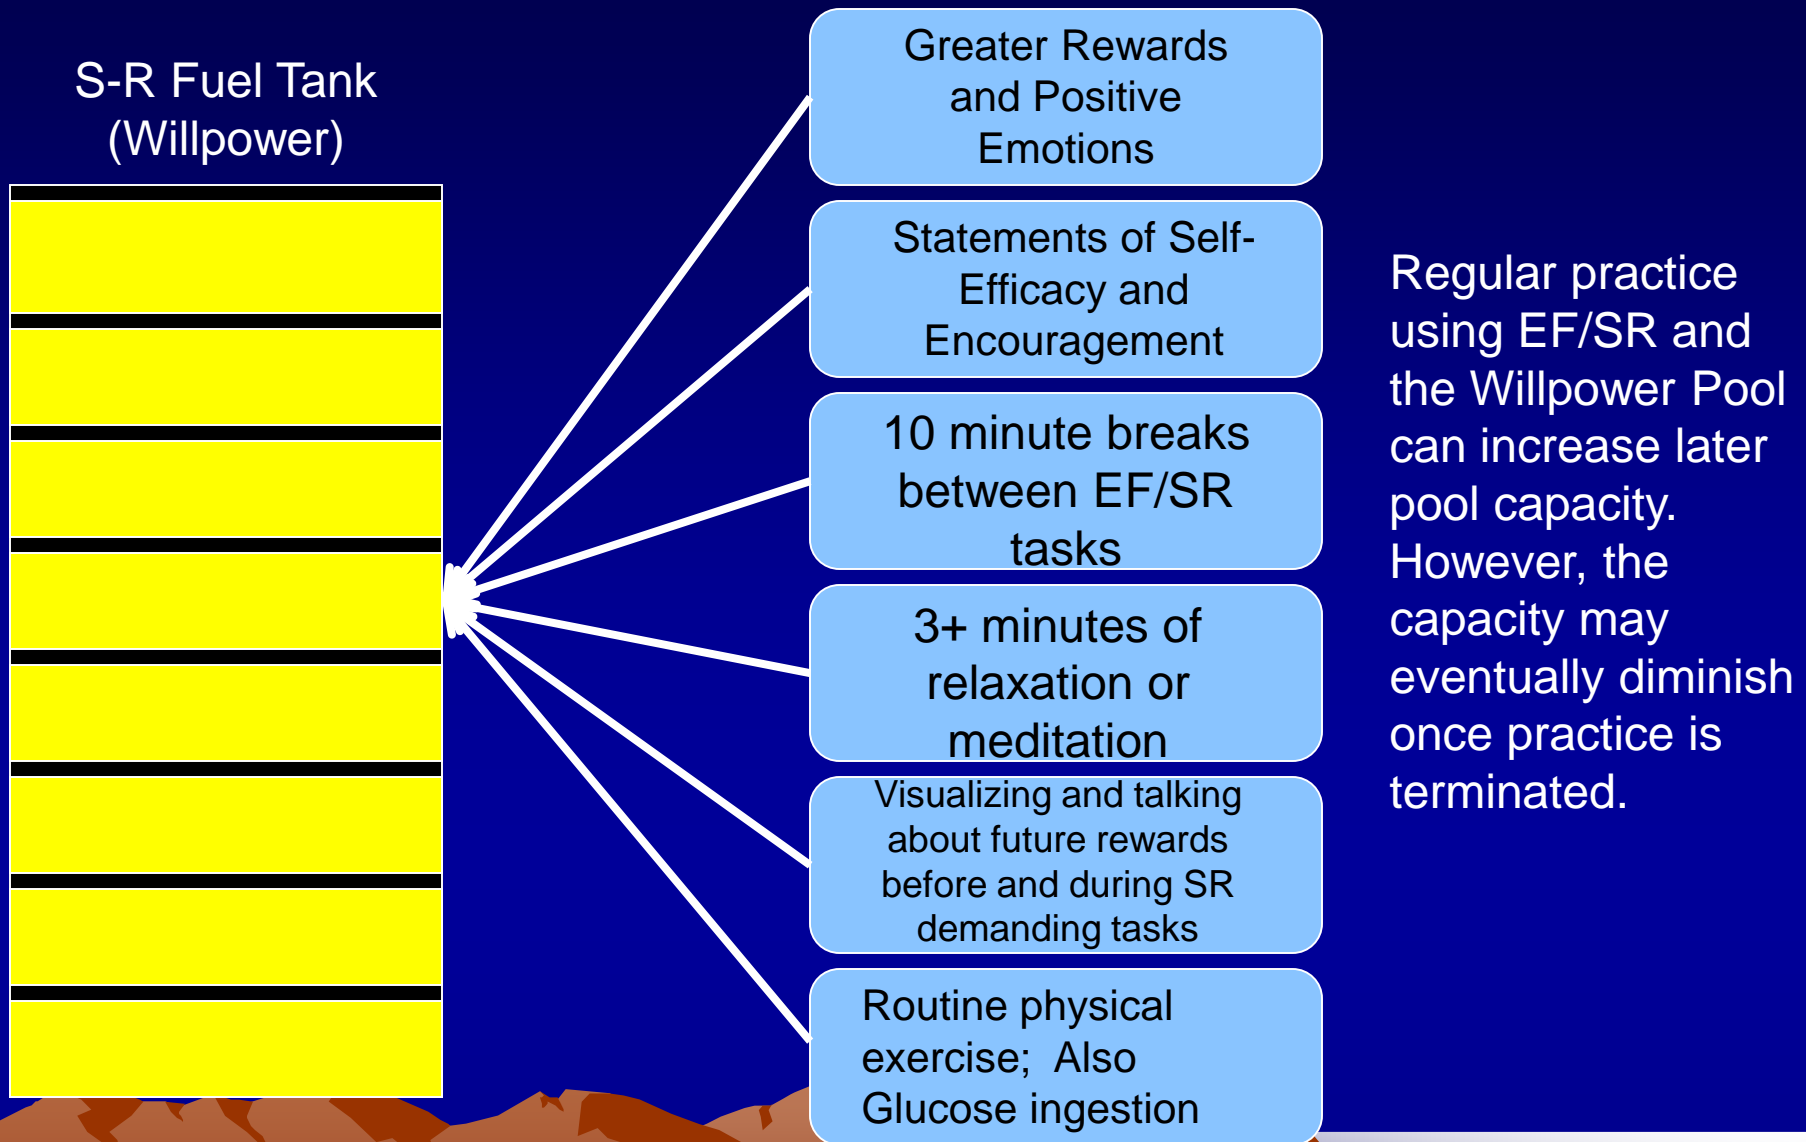 S-R Fuel Tank
(Willpower)
Greater Rewards
and Positive
Emotions
Statements of Self-
Efficacy and
Encouragement
10 minute breaks
between EF/SR
tasks
3+ minutes of
relaxation or
meditation
Visualizing and talking
about future rewards
before and during SR
demanding tasks
Routine physical
exercise;  Also
Glucose ingestion
Regular practice
using EF/SR and
the Willpower Pool
can increase later
pool capacity.
However, the
capacity may
eventually diminish
once practice is
terminated.